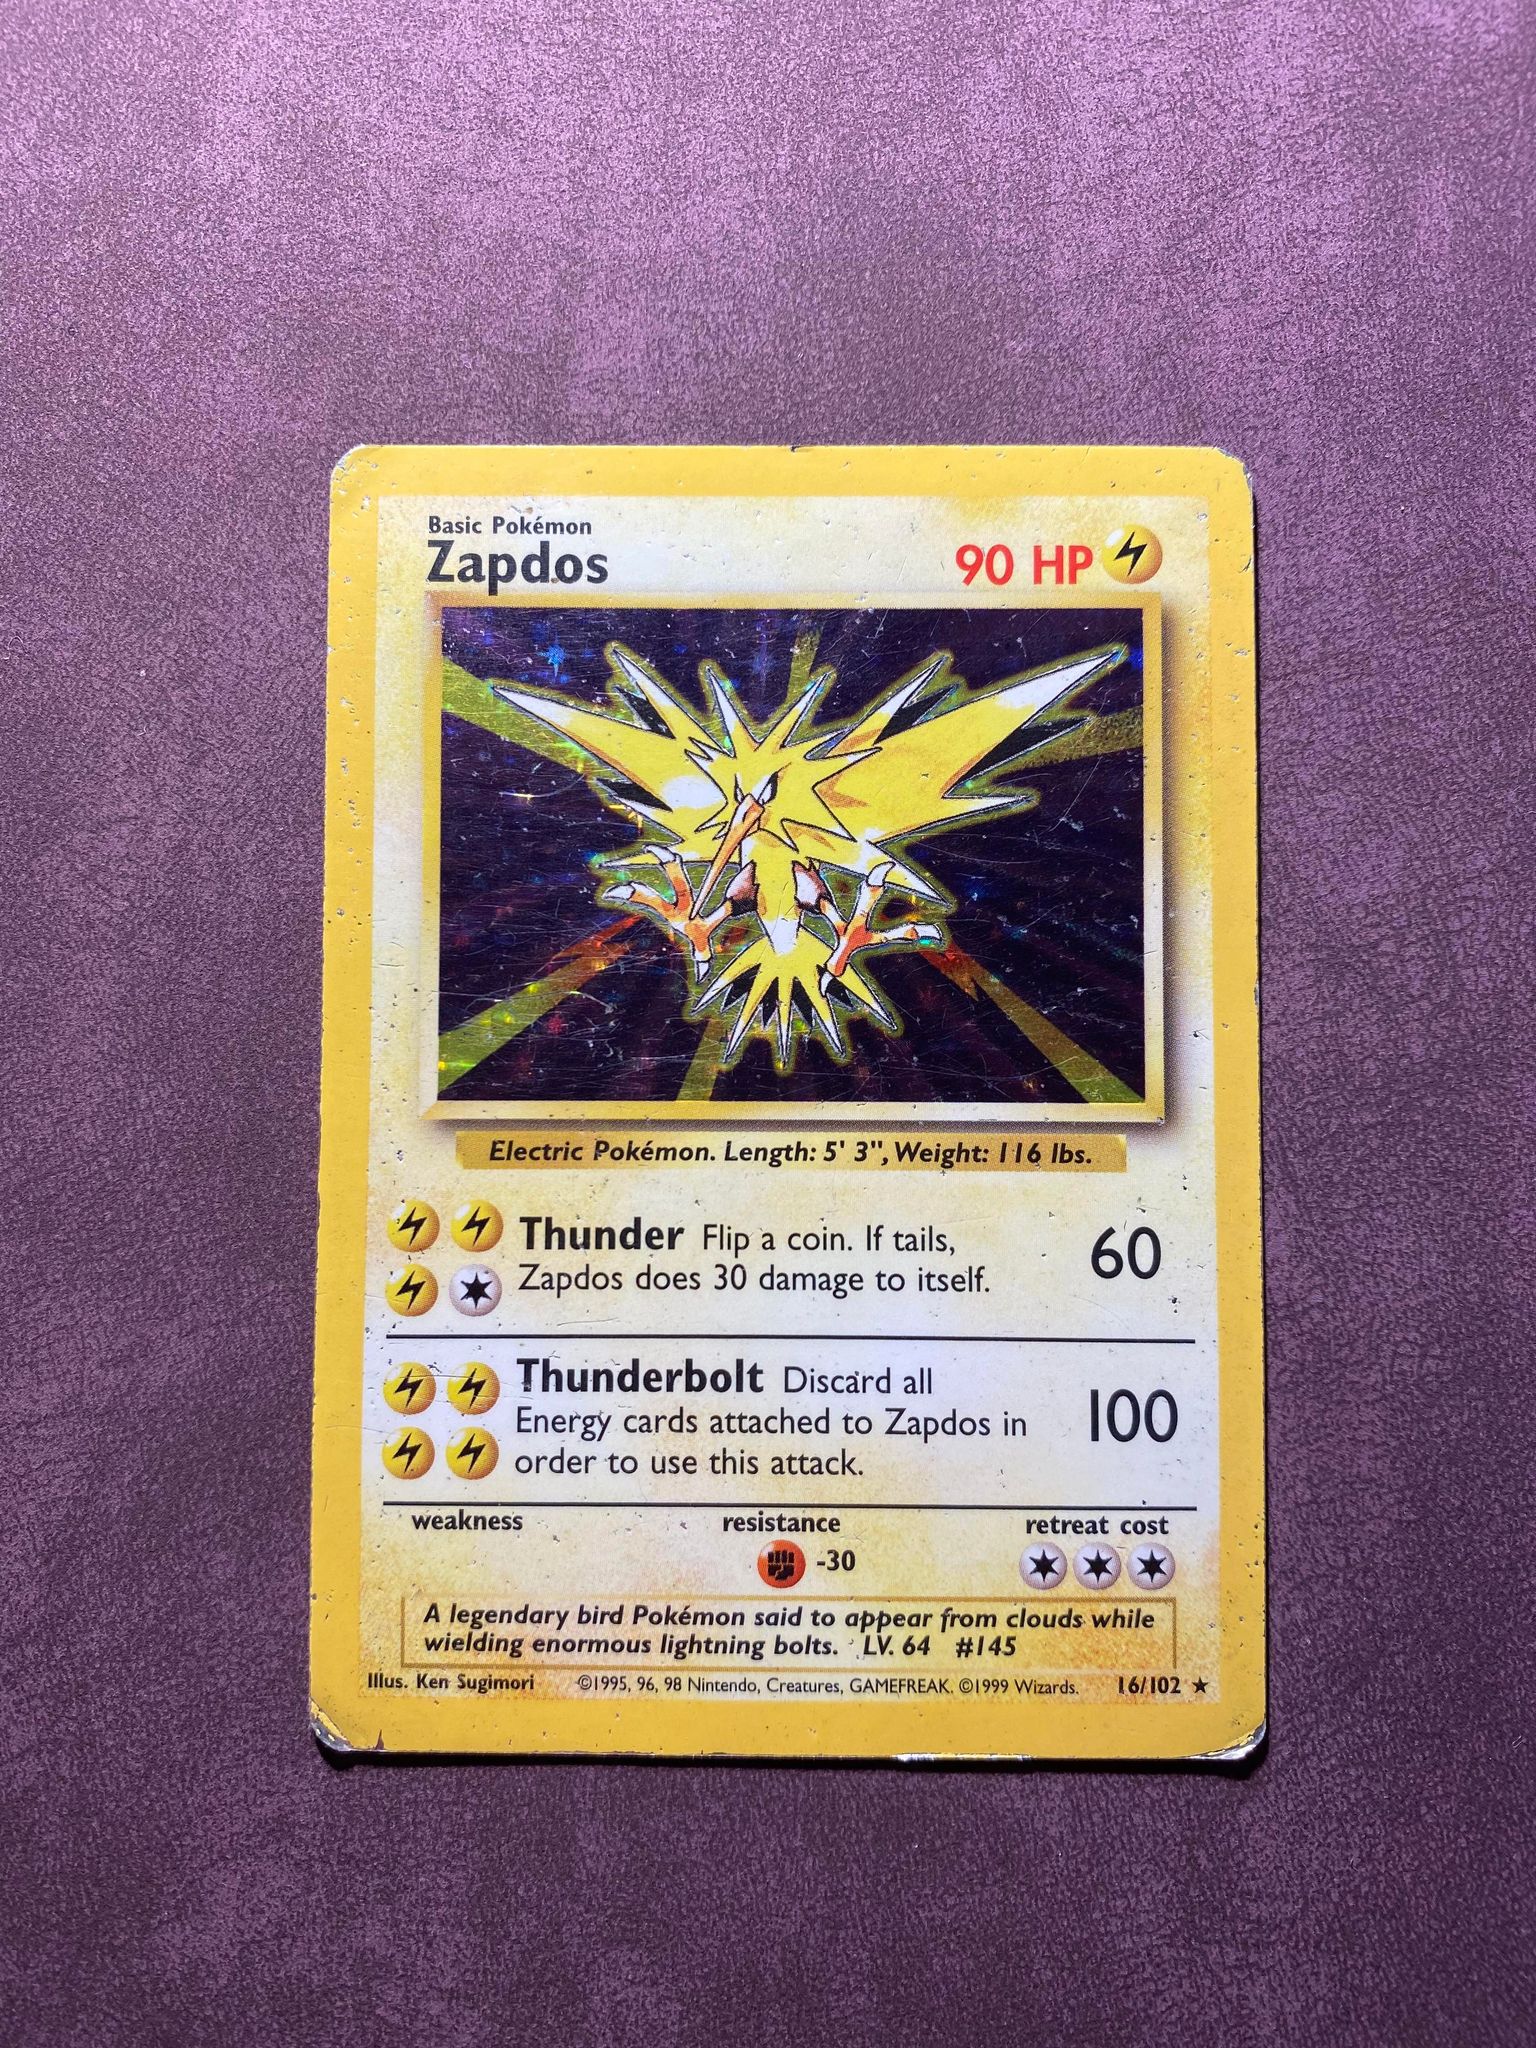 Basic Pokémon
Zapdos
90 HP
Electric Pokémon. Length: 5' 3", Weight: 116 lbs.
Thunder Flip a coin. If tails,
Zapdos does 30 damage to itself.
60
Thunderbolt Discard all
Energy cards attached to Zapdos in
order to use this attack.
100
weakness
resistance
retreat cost
-30
A legendary bird Pokémon said to appear from clouds while
wielding enormous lightning bolts. LV. 64 #145
Illus. Ken Sugimori ©1995, 96, 98 Nintendo, Creatures, GAMEFREAK. ©1999 Wizards. 16/102 ★